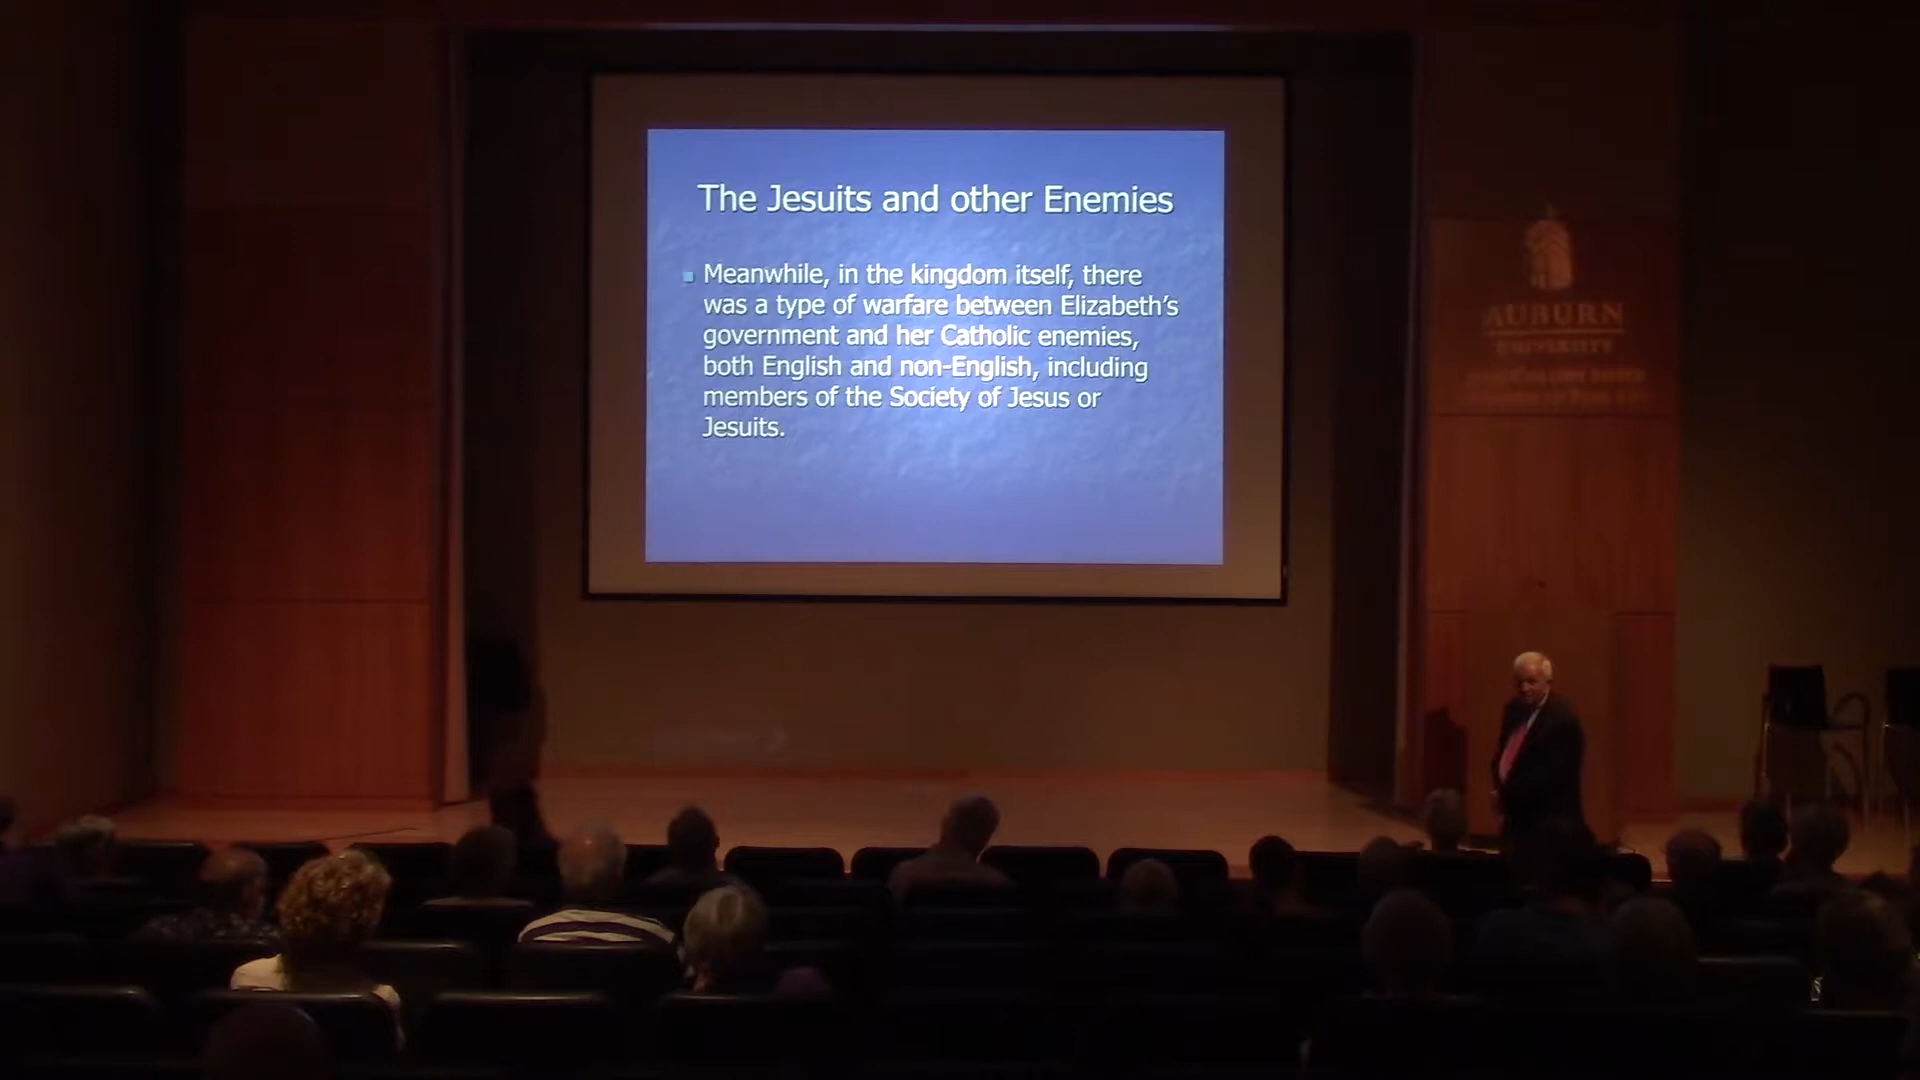 The Jesuits and other Enemies
Meanwhile, in the kingdom itself, there
was a type of warfare between Elizabeth’s
government and her Catholic enemies,
both English and non-English, including
members of the Society of Jesus or
Jesuits.
AUBURN
UNIVERSITY